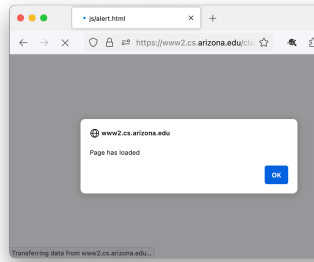 js/alert.html
https://www2.cs.arizona.edu/cla
www2.cs.arizona.edu
Page has loaded
OK
Transferring data from www2.cs.arizona.edu...